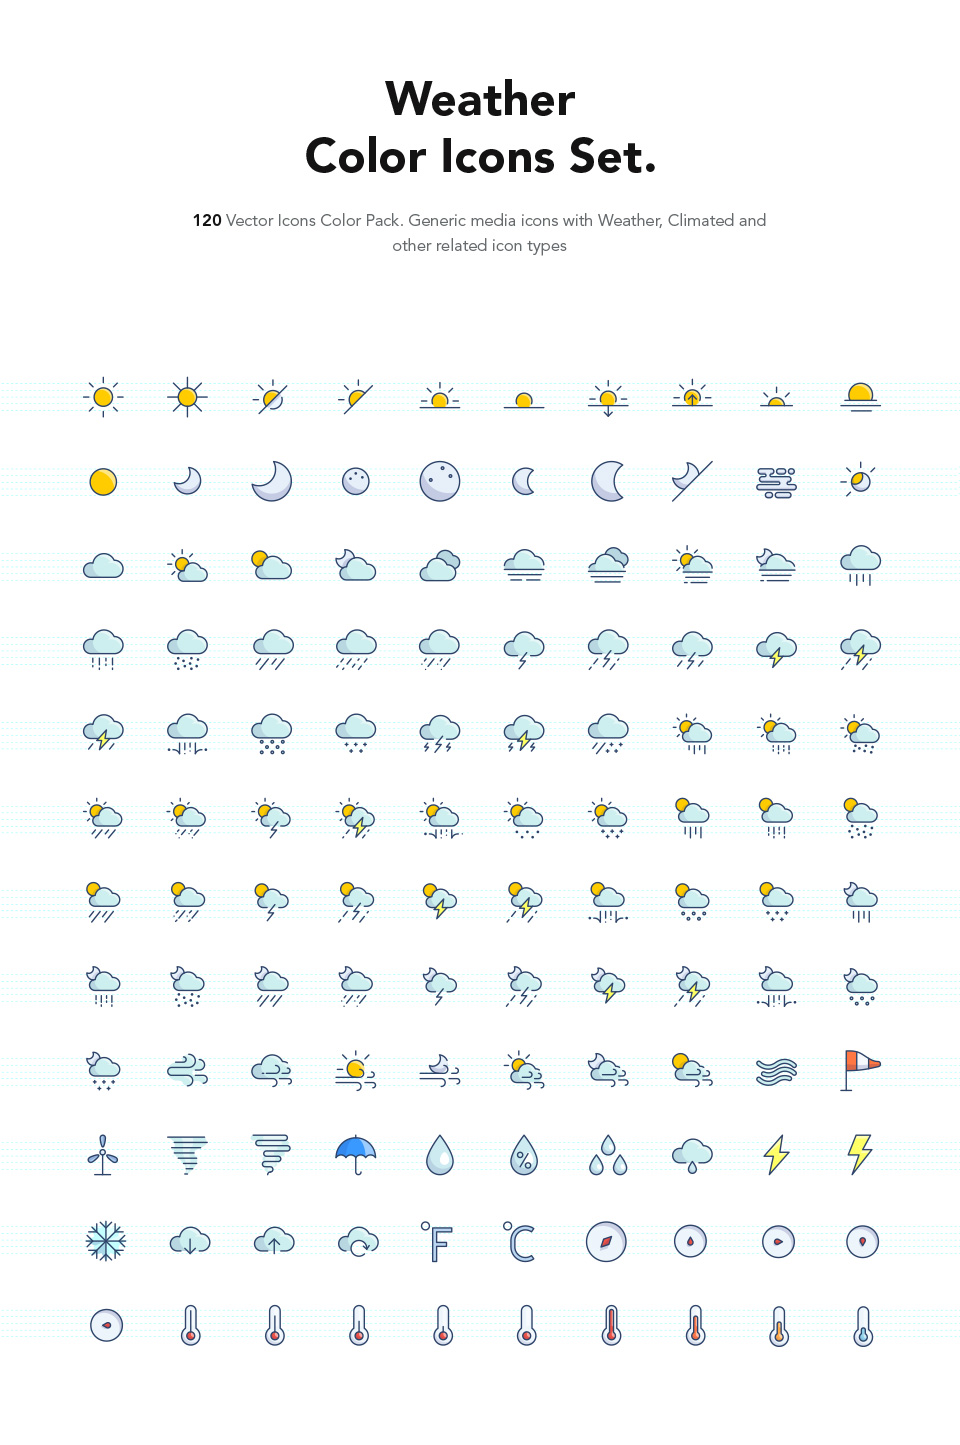 Weather
Color Icons Set.
120 Vector Icons Color Pack. Generic media icons with Weather, Climated and
other related icon types
%
°F °C